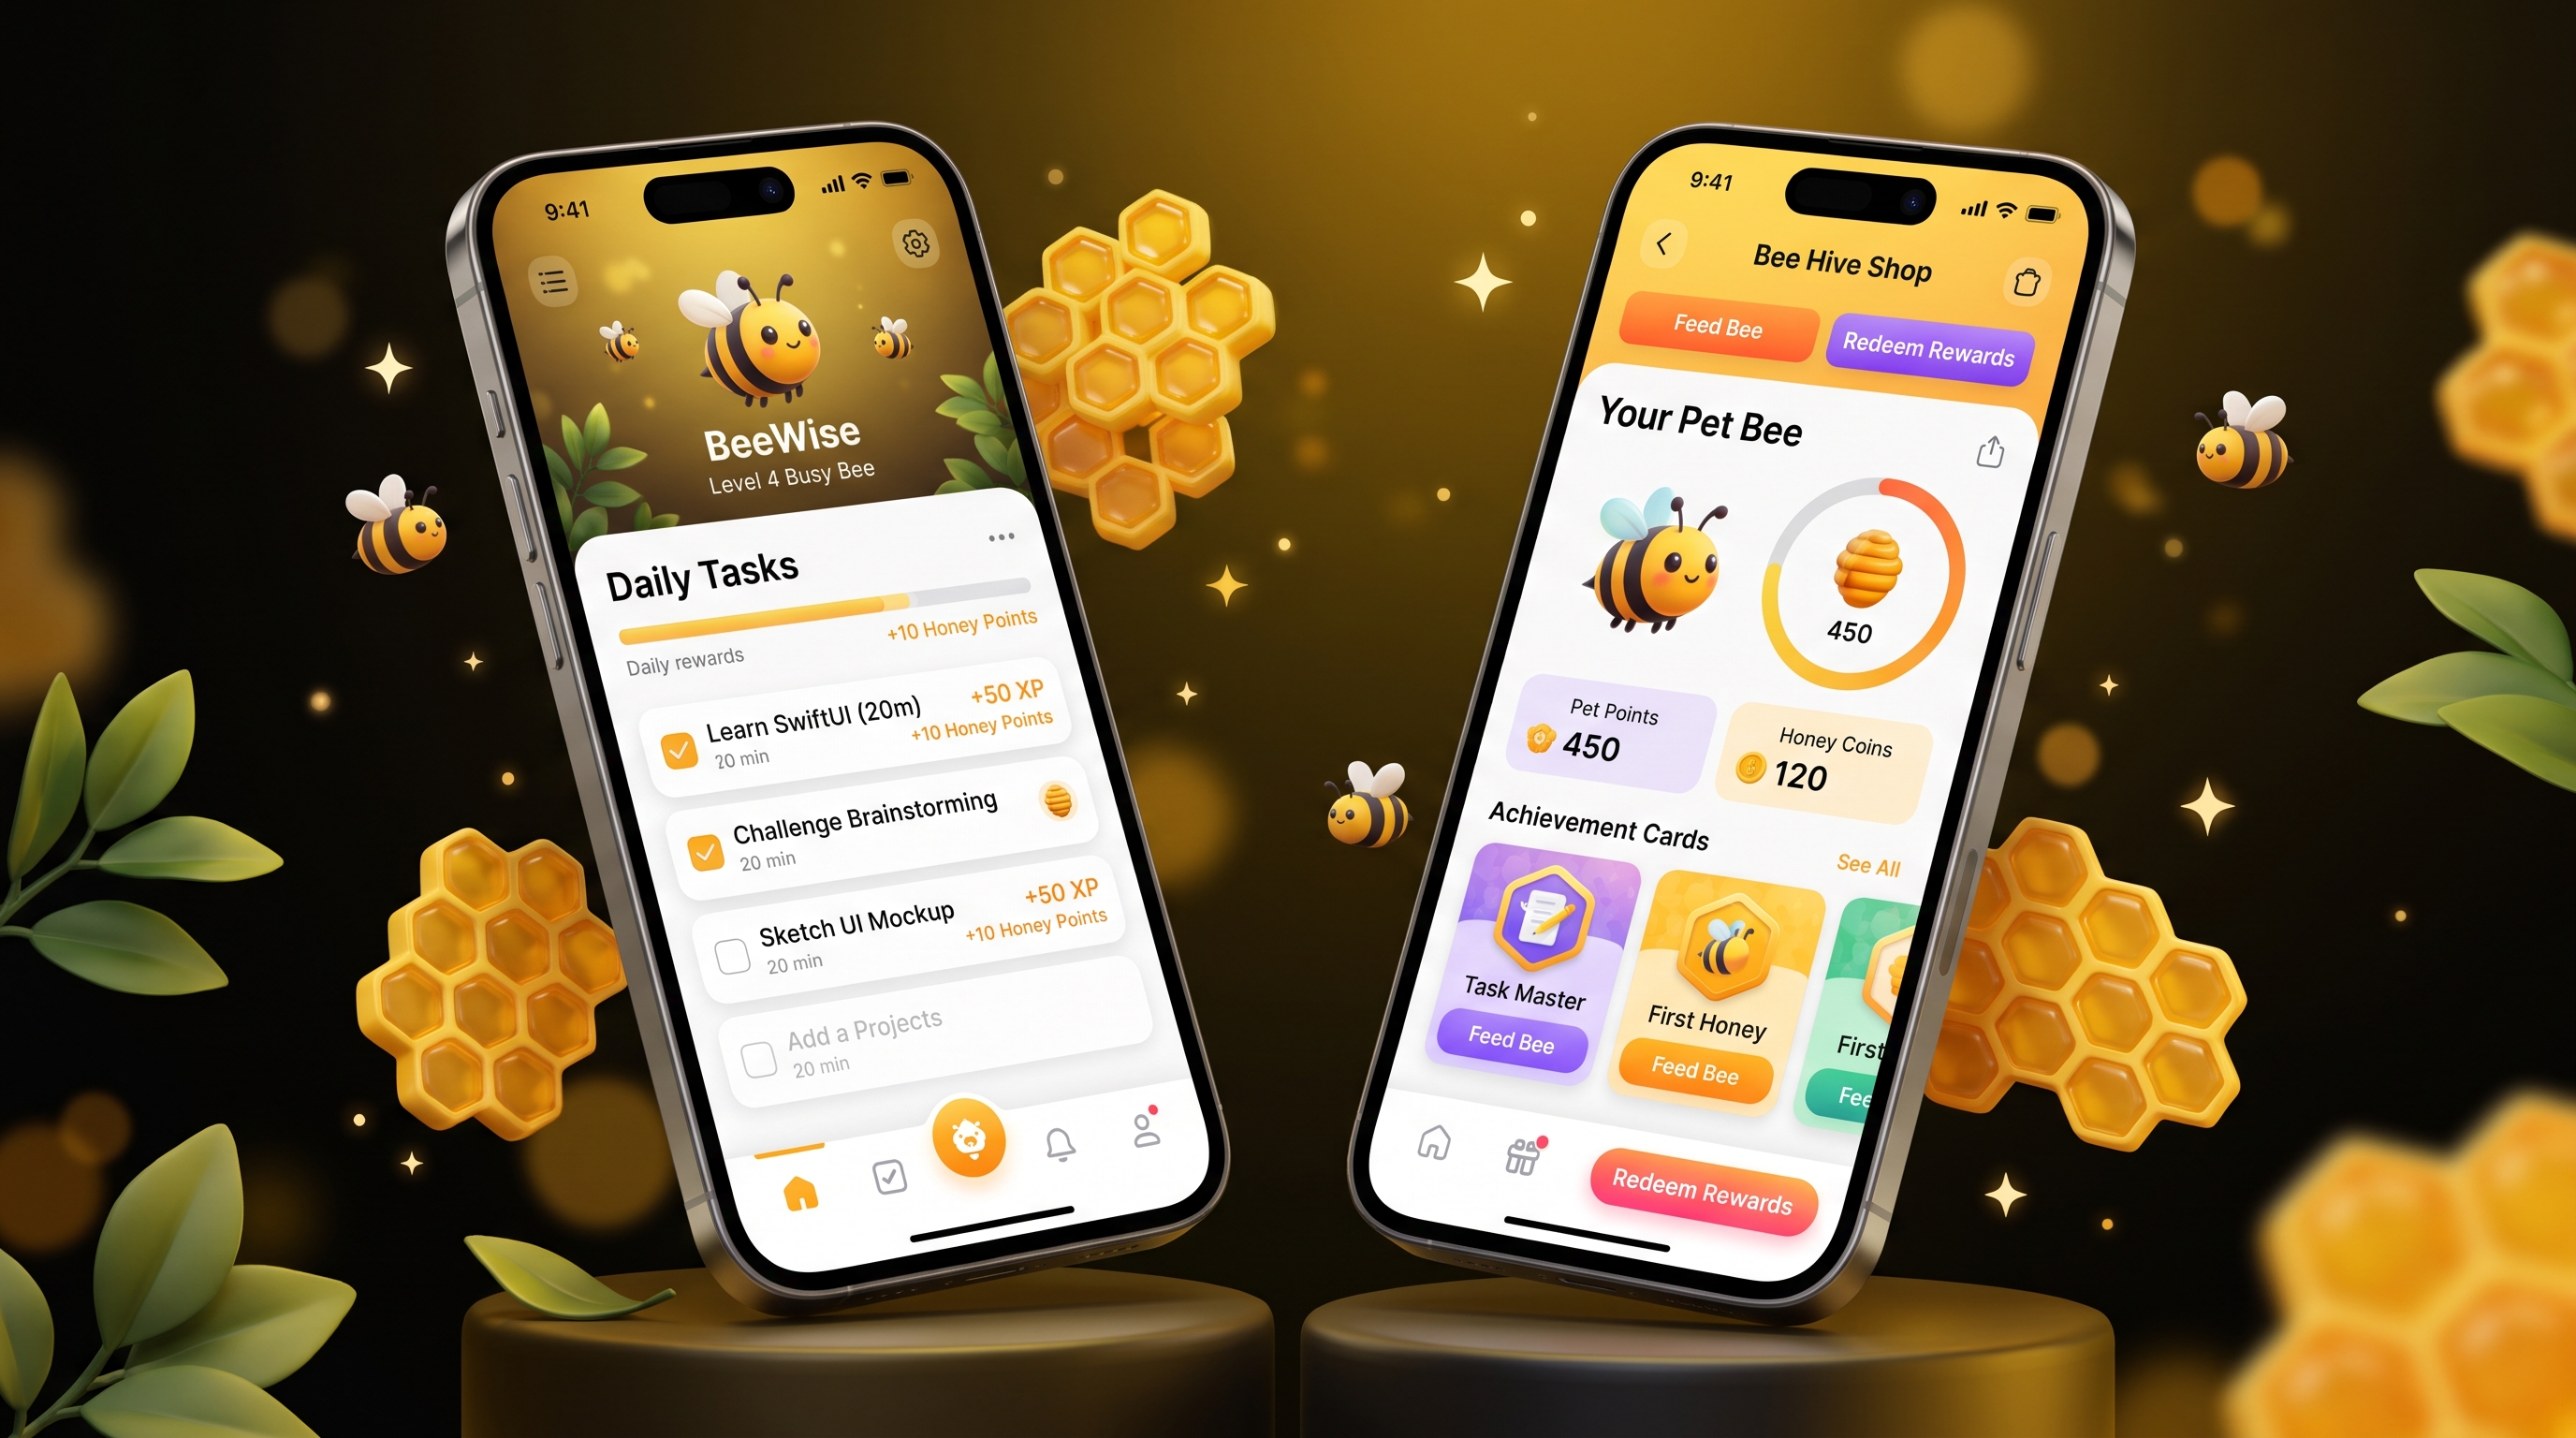 9:41
BeeWise
Level 4 Busy Bee
Daily Tasks
+10 Honey Points
Daily rewards
Learn SwiftUI (20m)
+50 XP
+10 Honey Points
20 min
Challenge Brainstorming
20 min
Sketch UI Mockup
+50 XP
+10 Honey Points
20 min
Add a Projects
20 min
9:41
Bee Hive Shop
Feed Bee
Redeem Rewards
Your Pet Bee
450
Pet Points
450
Honey Coins
120
Achievement Cards
See All
Task Master
Feed Bee
First Honey
Feed Bee
First
Fee
Redeem Rewards